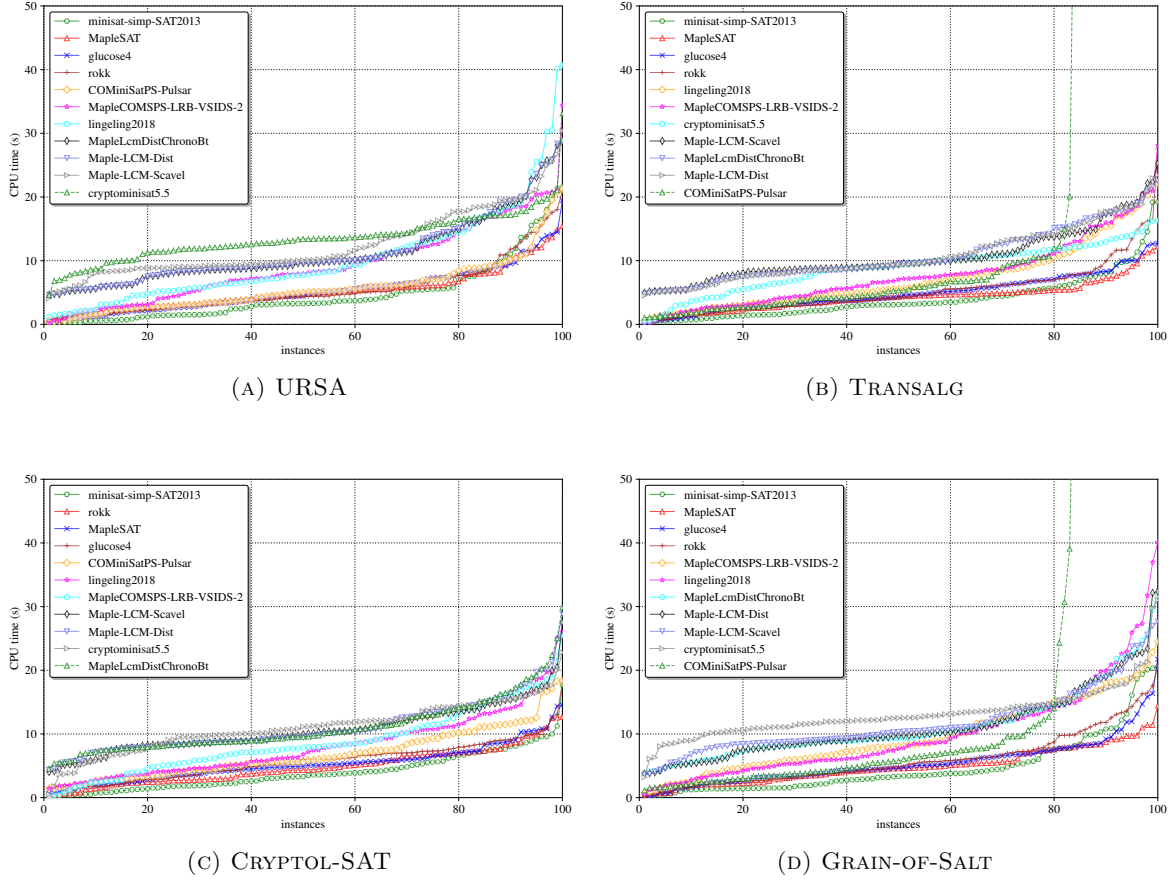 50
40
30
20
10
0
CPU time (s)
minisat-simp-SAT2013
MapleSAT
glucose4
rokk
COMiniSatPS-Pulsar
MapleCOMSPS-LRB-VSIDS-2
lingeling2018
MapleLcmDistChronoBt
Maple-LCM-Dist
Maple-LCM-Scavel
cryptominisat5.5
0 20 40 60 80 100
instances
(A) URSA
50
40
30
20
10
0
CPU time (s)
minisat-simp-SAT2013
MapleSAT
glucose4
rokk
lingeling2018
MapleCOMSPS-LRB-VSIDS-2
cryptominisat5.5
Maple-LCM-Scavel
MapleLcmDistChronoBt
Maple-LCM-Dist
COMiniSatPS-Pulsar
0 20 40 60 80 100
instances
(B) TRANSALG
50
40
30
20
10
0
CPU time (s)
minisat-simp-SAT2013
rokk
MapleSAT
glucose4
COMiniSatPS-Pulsar
lingeling2018
MapleCOMSPS-LRB-VSIDS-2
Maple-LCM-Scavel
Maple-LCM-Dist
cryptominisat5.5
MapleLcmDistChronoBt
0 20 40 60 80 100
instances
(C) CRYPTOL-SAT
50
40
30
20
10
0
CPU time (s)
minisat-simp-SAT2013
MapleSAT
glucose4
rokk
MapleCOMSPS-LRB-VSIDS-2
lingeling2018
MapleLcmDistChronoBt
Maple-LCM-Dist
Maple-LCM-Scavel
cryptominisat5.5
COMiniSatPS-Pulsar
0 20 40 60 80 100
instances
(D) GRAIN-OF-SALT